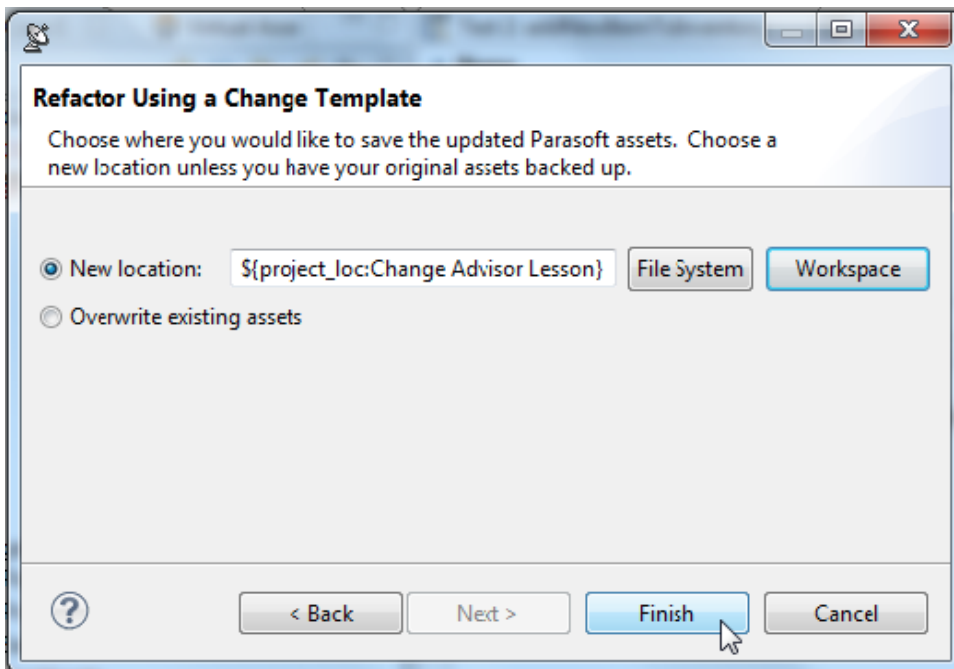 Refactor Using a Change Template
Choose where you would like to save the updated Parasoft assets. Choose a
new location unless you have your original assets backed up.
New location: ${project_loc:Change Advisor Lesson} File System Workspace
Overwrite existing assets
? < Back Next > Finish Cancel